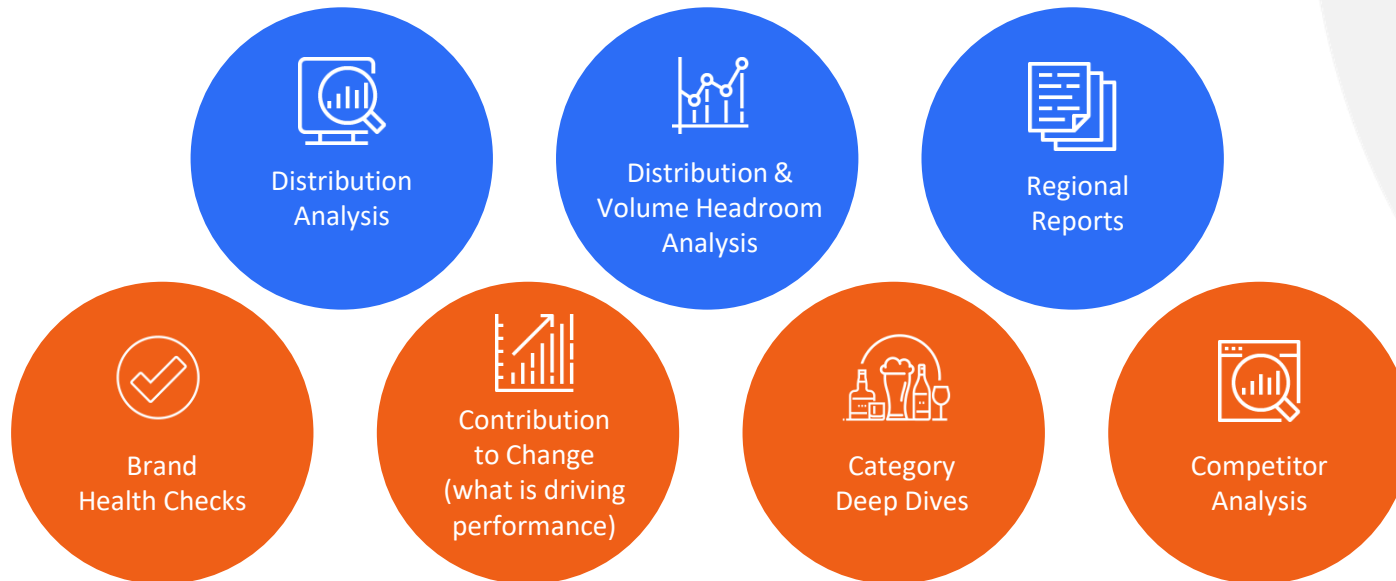 Distribution
Analysis
Distribution &
Volume Headroom
Analysis
Regional
Reports
Brand
Health Checks
Contribution
to Change
(what is driving
performance)
Category
Deep Dives
Competitor
Analysis